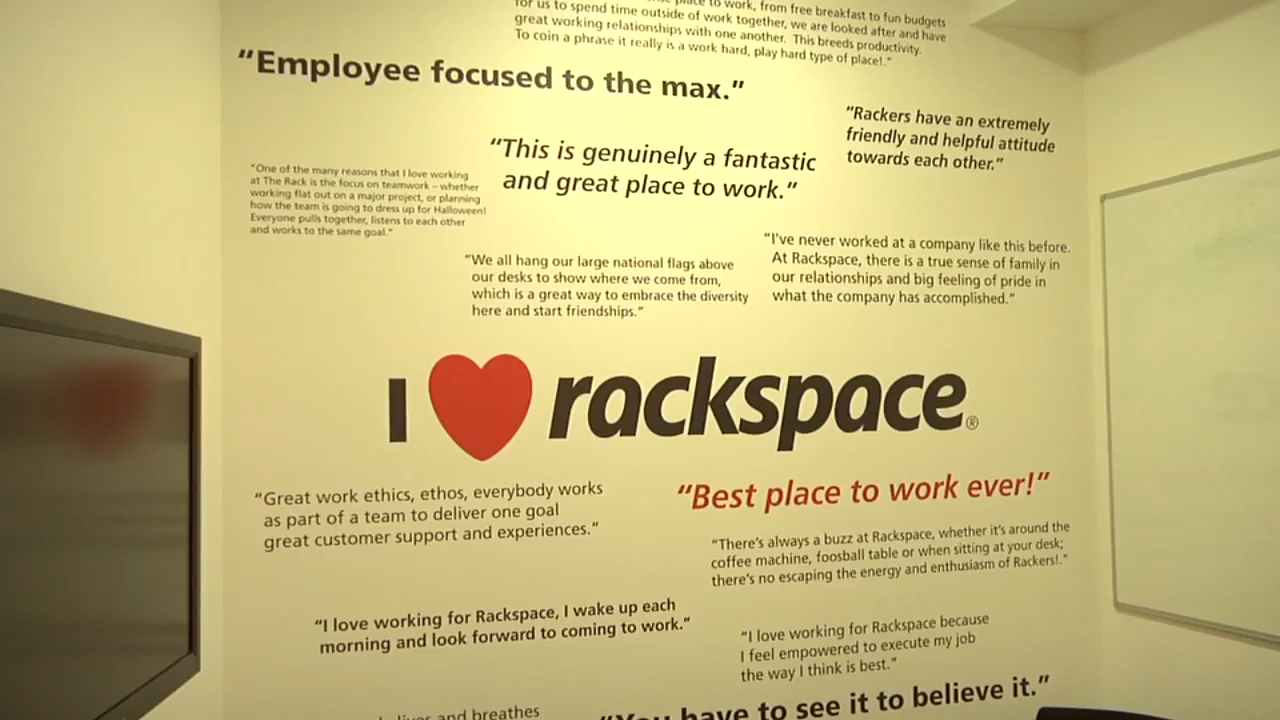 place to work, from free breakfast to fun budgets
for us to spend time outside of work together, we are looked after and have
great working relationships with one another. This breeds productivity.
To coin a phrase it really is a work hard, play hard type of place!."
"Employee focused to the max."
"Rackers have an extremely
friendly and helpful attitude
towards each other."
"This is genuinely a fantastic
and great place to work."
"One of the many reasons that I love working
at The Rack is the focus on teamwork – whether
working flat out on a major project, or planning
how the team is going to dress up for Halloween!
Everyone pulls together, listens to each other
and works to the same goal."
"I've never worked at a company like this before.
At Rackspace, there is a true sense of family in
our relationships and big feeling of pride in
what the company has accomplished."
"We all hang our large national flags above
our desks to show where we come from,
which is a great way to embrace the diversity
here and start friendships."
I rackspace®
"Great work ethics, ethos, everybody works
as part of a team to deliver one goal
great customer support and experiences."
"Best place to work ever!"
"There's always a buzz at Rackspace, whether it's around the
coffee machine, foosball table or when sitting at your desk;
there's no escaping the energy and enthusiasm of Rackers!."
"I love working for Rackspace, I wake up each
morning and look forward to coming to work."
"I love working for Rackspace because
I feel empowered to execute my job
the way I think is best."
"You have to see it to believe it."
and breathes